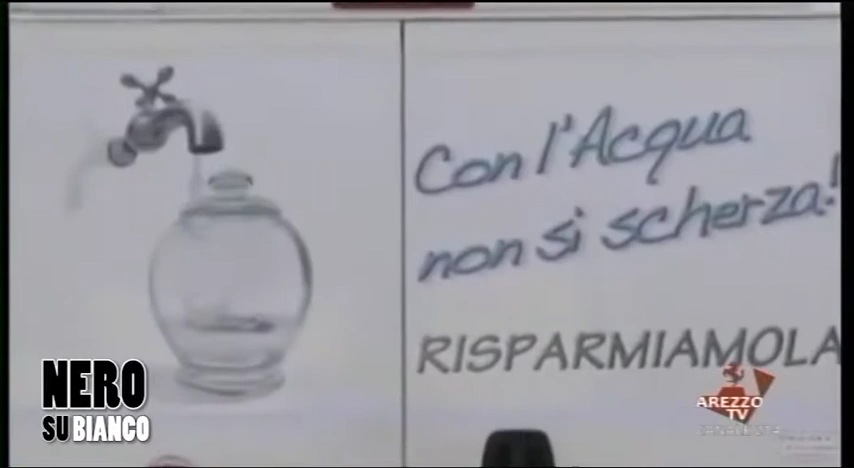 Con l'Acqua
non si scherza!
RISPARMIAMOLA
NERO
SU BIANCO
AREZZO
TV